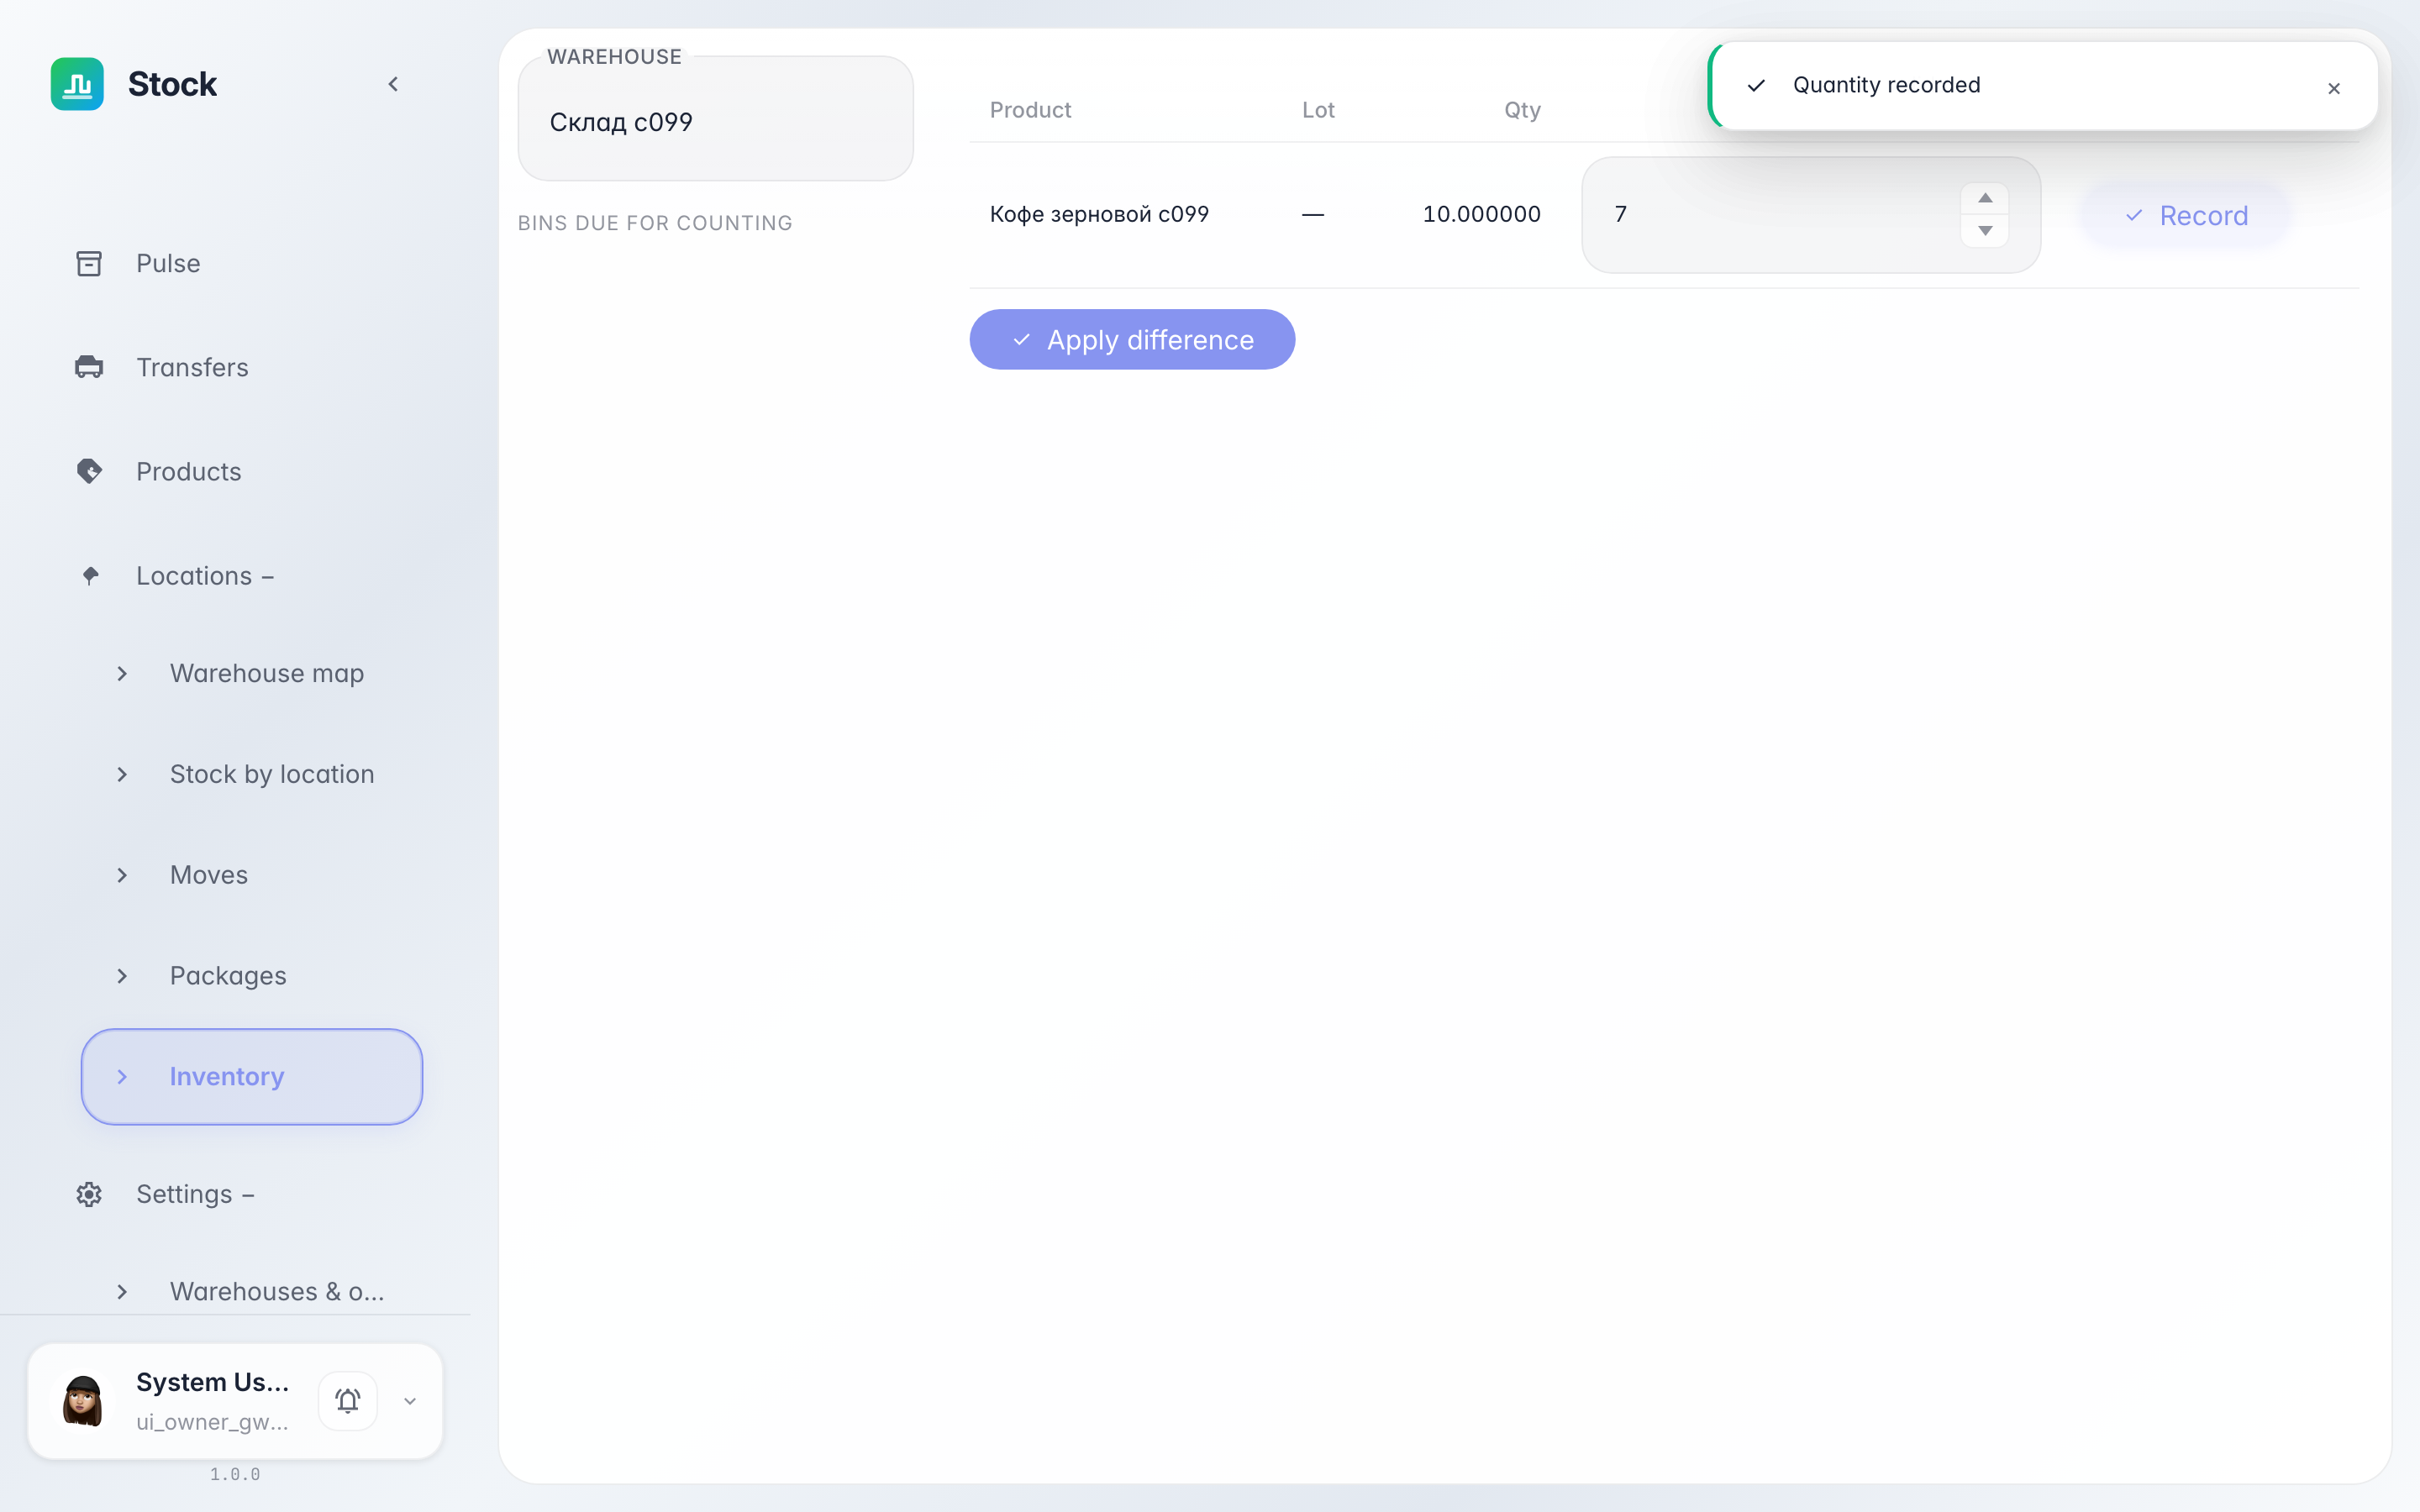 Stock
Pulse
Transfers
Products
Locations –
Warehouse map
Stock by location
Moves
Packages
Inventory
Settings –
Warehouses & o...
System Us...
ui_owner_gw...
1.0.0
WAREHOUSE
Склад c099
BINS DUE FOR COUNTING
Product Lot Qty
Кофе зерновой c099 — 10.000000 7 Record
Apply difference
Quantity recorded